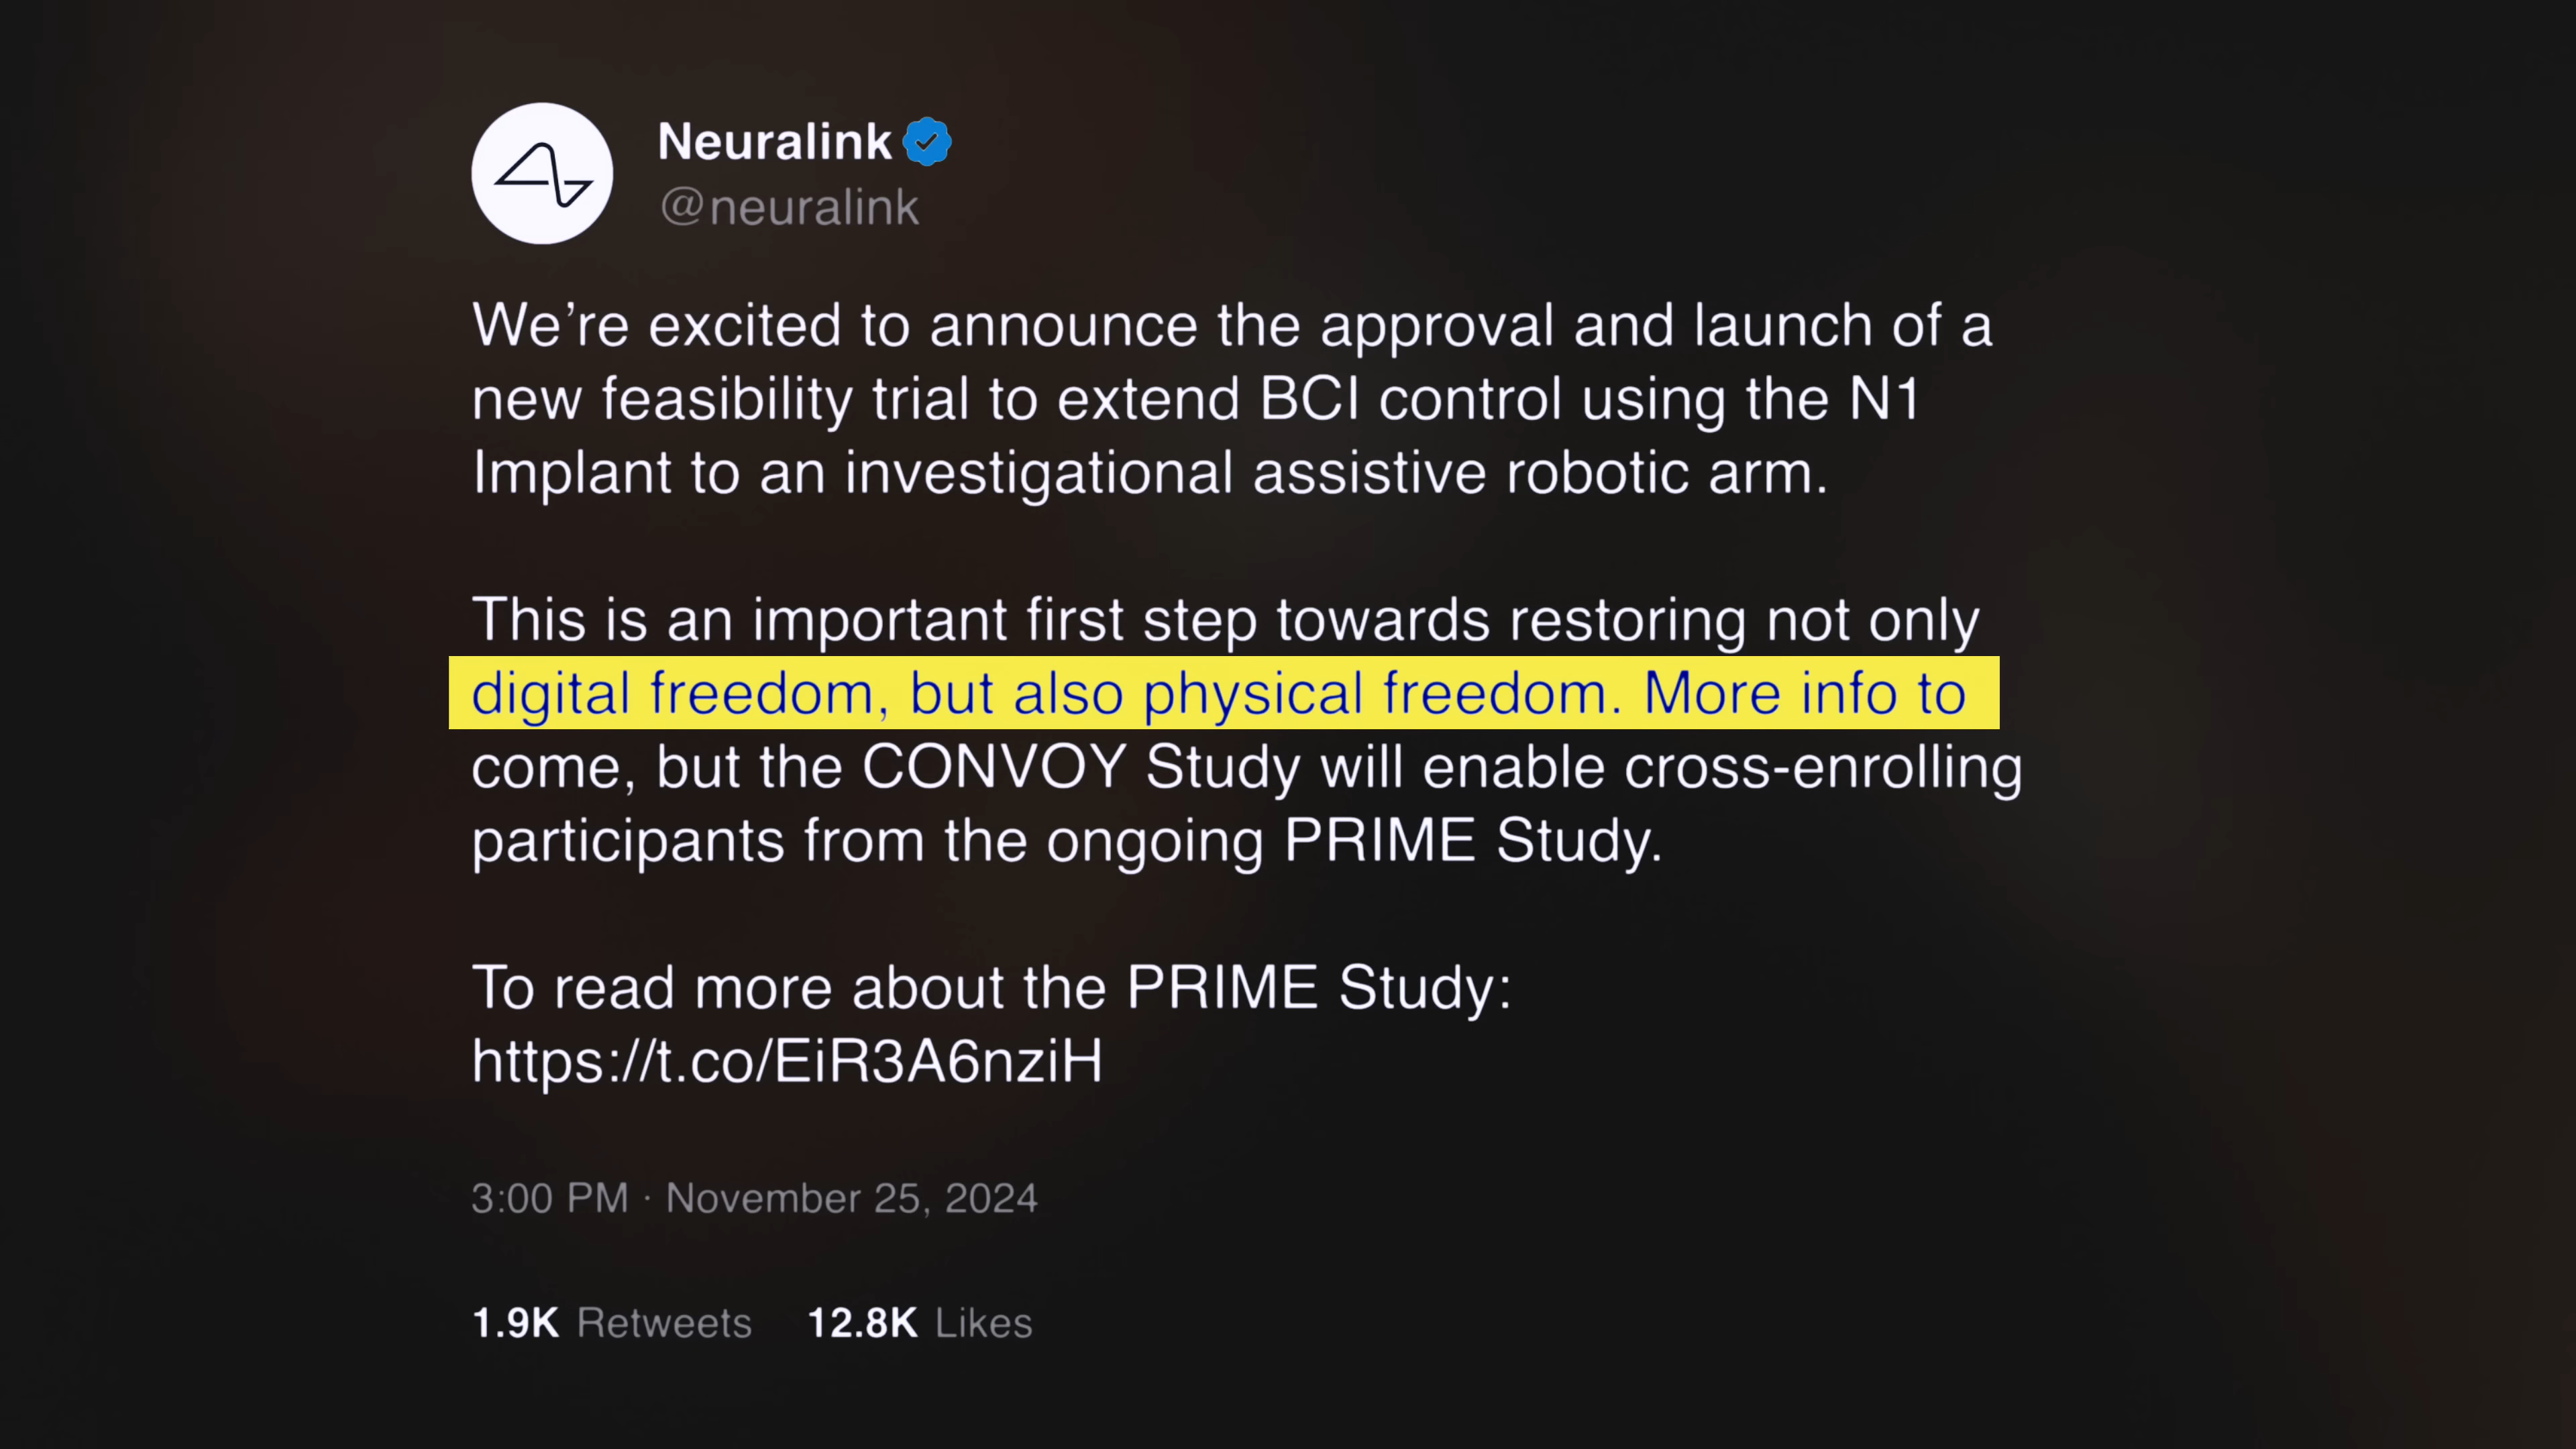 Neuralink
@neuralink
We’re excited to announce the approval and launch of a
new feasibility trial to extend BCI control using the N1
Implant to an investigational assistive robotic arm.
This is an important first step towards restoring not only
digital freedom, but also physical freedom. More info to
come, but the CONVOY Study will enable cross-enrolling
participants from the ongoing PRIME Study.
To read more about the PRIME Study:
https://t.co/EiR3A6nziH
3:00 PM · November 25, 2024
1.9K Retweets 12.8K Likes